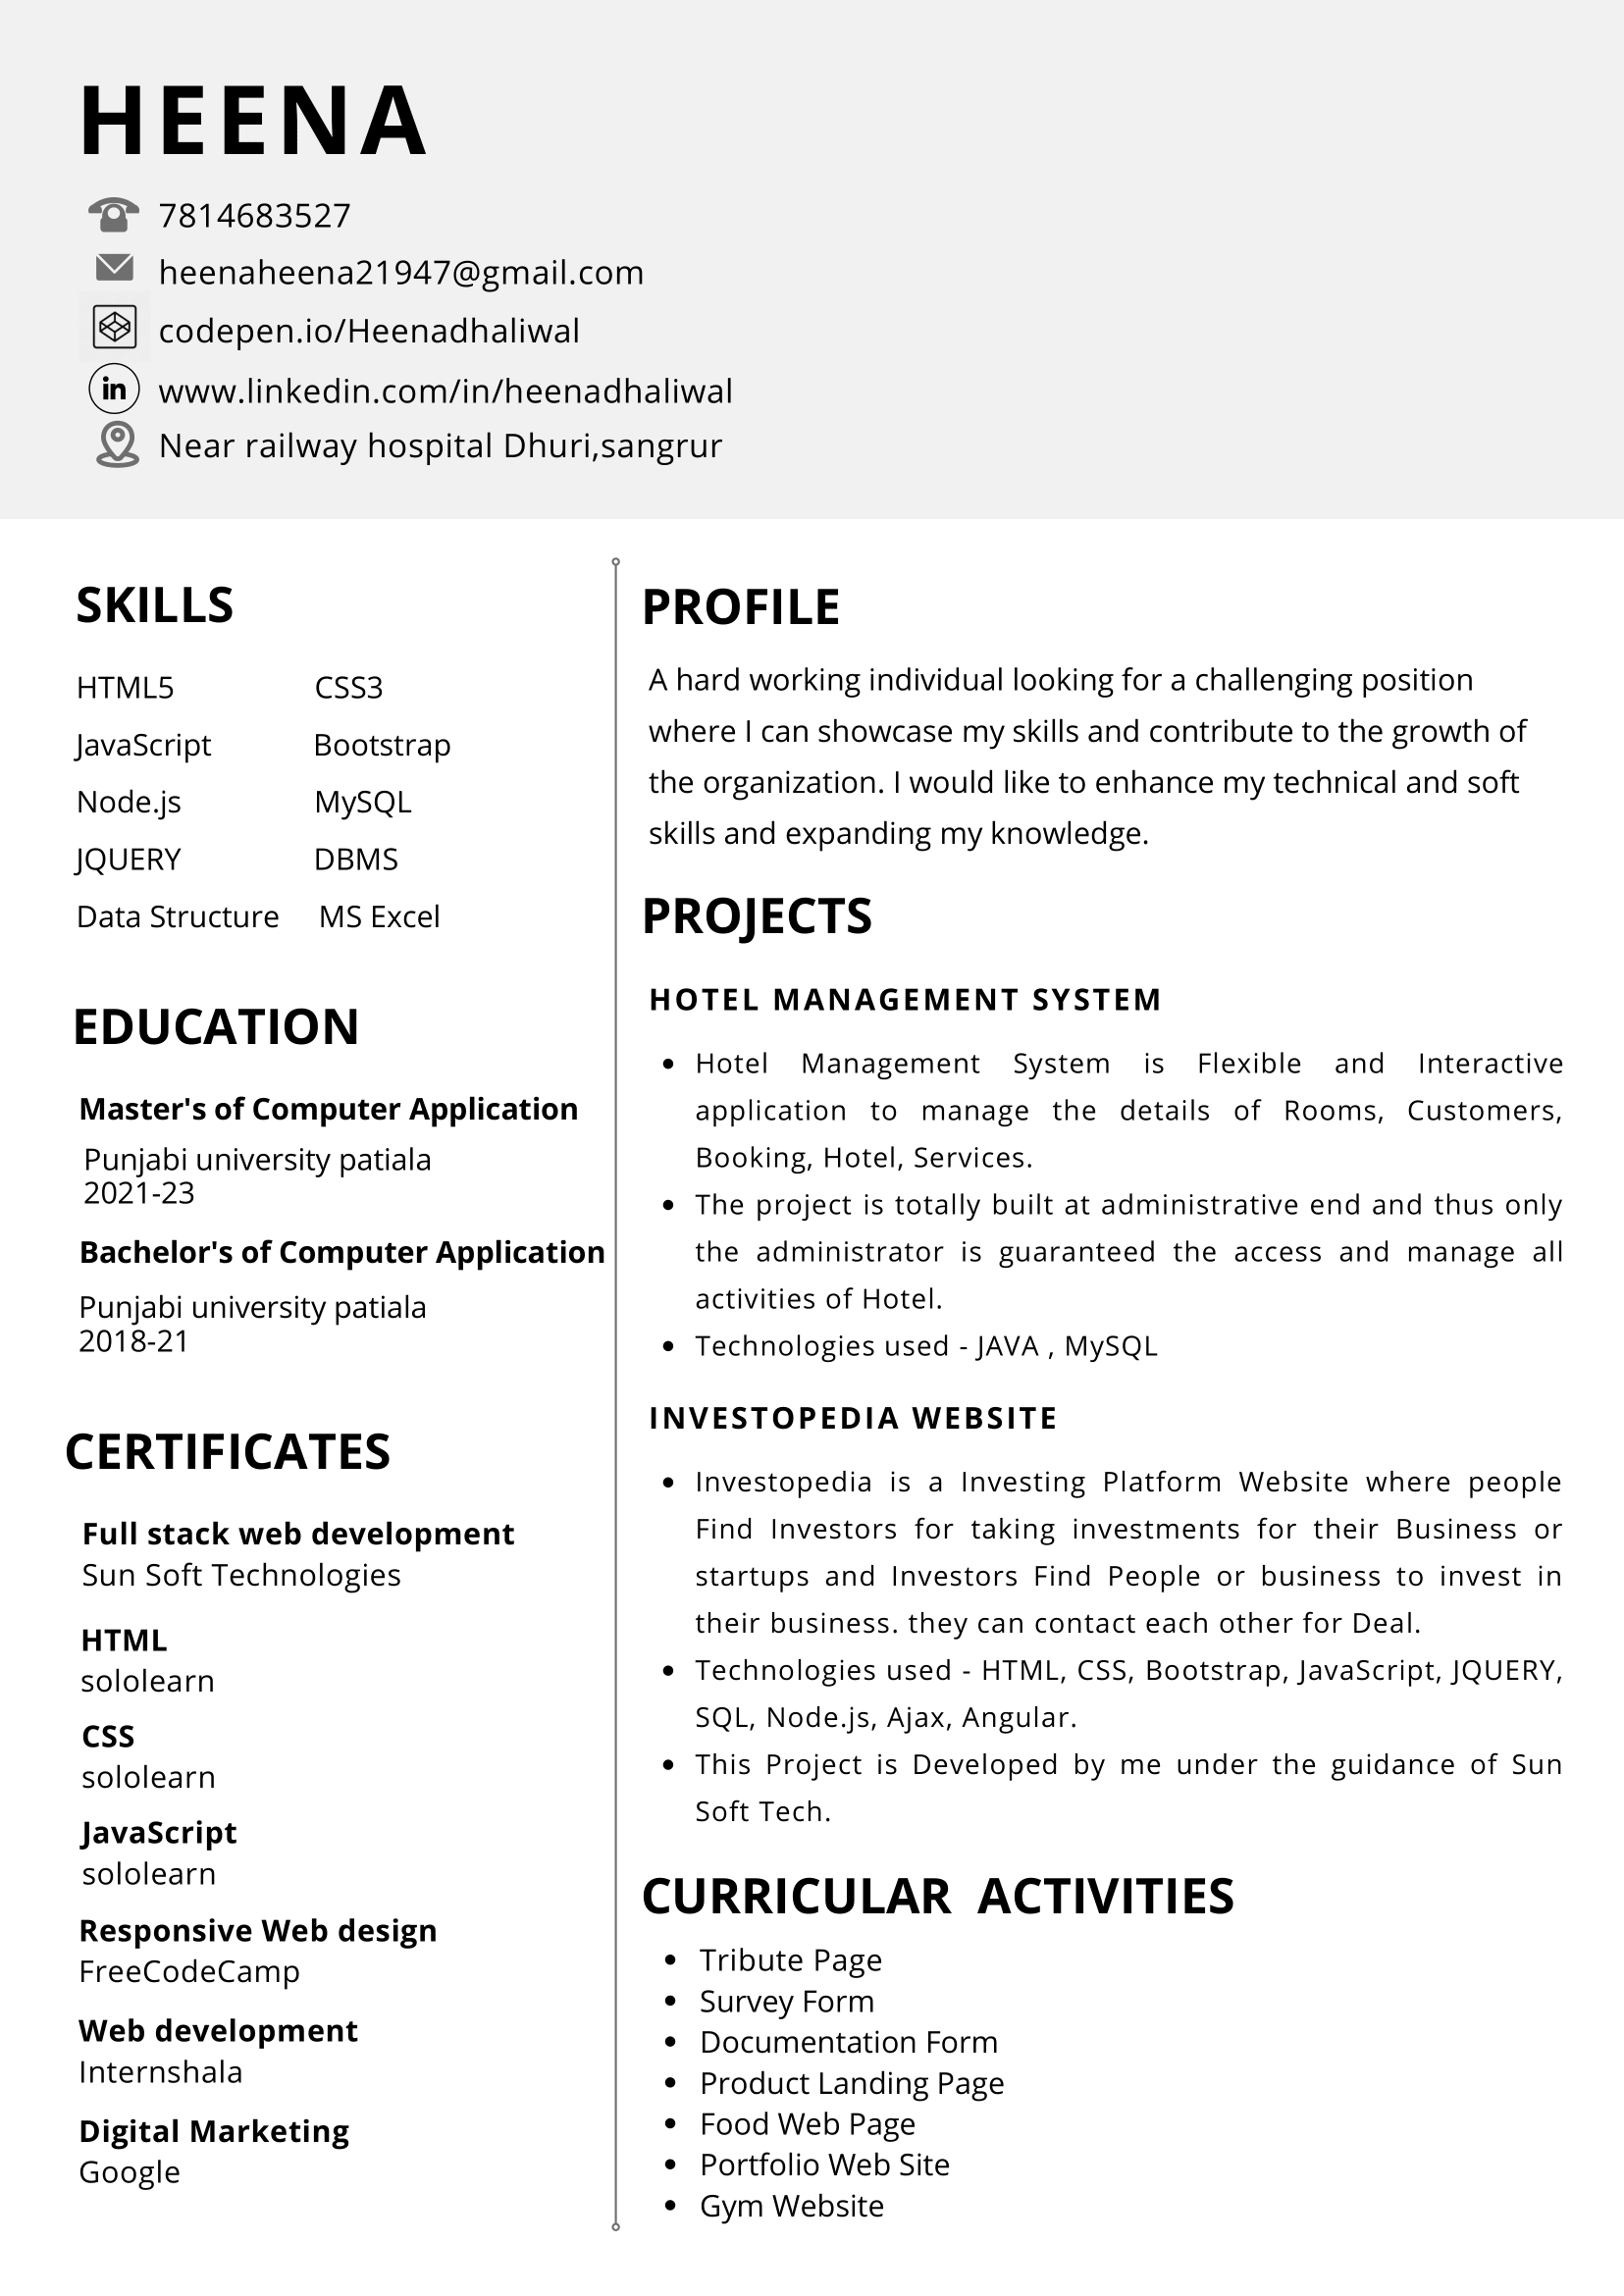 HEENA
7814683527
heenaheena21947@gmail.com
codepen.io/Heenadhaliwal
in www.linkedin.com/in/heenadhaliwal
Near railway hospital Dhuri,sangrur
SKILLS
HTML5 CSS3
JavaScript Bootstrap
Node.js MySQL
JQUERY DBMS
Data Structure MS Excel
EDUCATION
Master's of Computer Application
Punjabi university patiala
2021-23
Bachelor's of Computer Application
Punjabi university patiala
2018-21
CERTIFICATES
Full stack web development
Sun Soft Technologies
HTML
sololearn
CSS
sololearn
JavaScript
sololearn
Responsive Web design
FreeCodeCamp
Web development
Internshala
Digital Marketing
Google
PROFILE
A hard working individual looking for a challenging position
where I can showcase my skills and contribute to the growth of
the organization. I would like to enhance my technical and soft
skills and expanding my knowledge.
PROJECTS
HOTEL MANAGEMENT SYSTEM
• Hotel Management System is Flexible and Interactive
application to manage the details of Rooms, Customers,
Booking, Hotel, Services.
• The project is totally built at administrative end and thus only
the administrator is guaranteed the access and manage all
activities of Hotel.
• Technologies used - JAVA , MySQL
INVESTOPEDIA WEBSITE
• Investopedia is a Investing Platform Website where people
Find Investors for taking investments for their Business or
startups and Investors Find People or business to invest in
their business. they can contact each other for Deal.
• Technologies used - HTML, CSS, Bootstrap, JavaScript, JQUERY,
SQL, Node.js, Ajax, Angular.
• This Project is Developed by me under the guidance of Sun
Soft Tech.
CURRICULAR ACTIVITIES
• Tribute Page
• Survey Form
• Documentation Form
• Product Landing Page
• Food Web Page
• Portfolio Web Site
• Gym Website